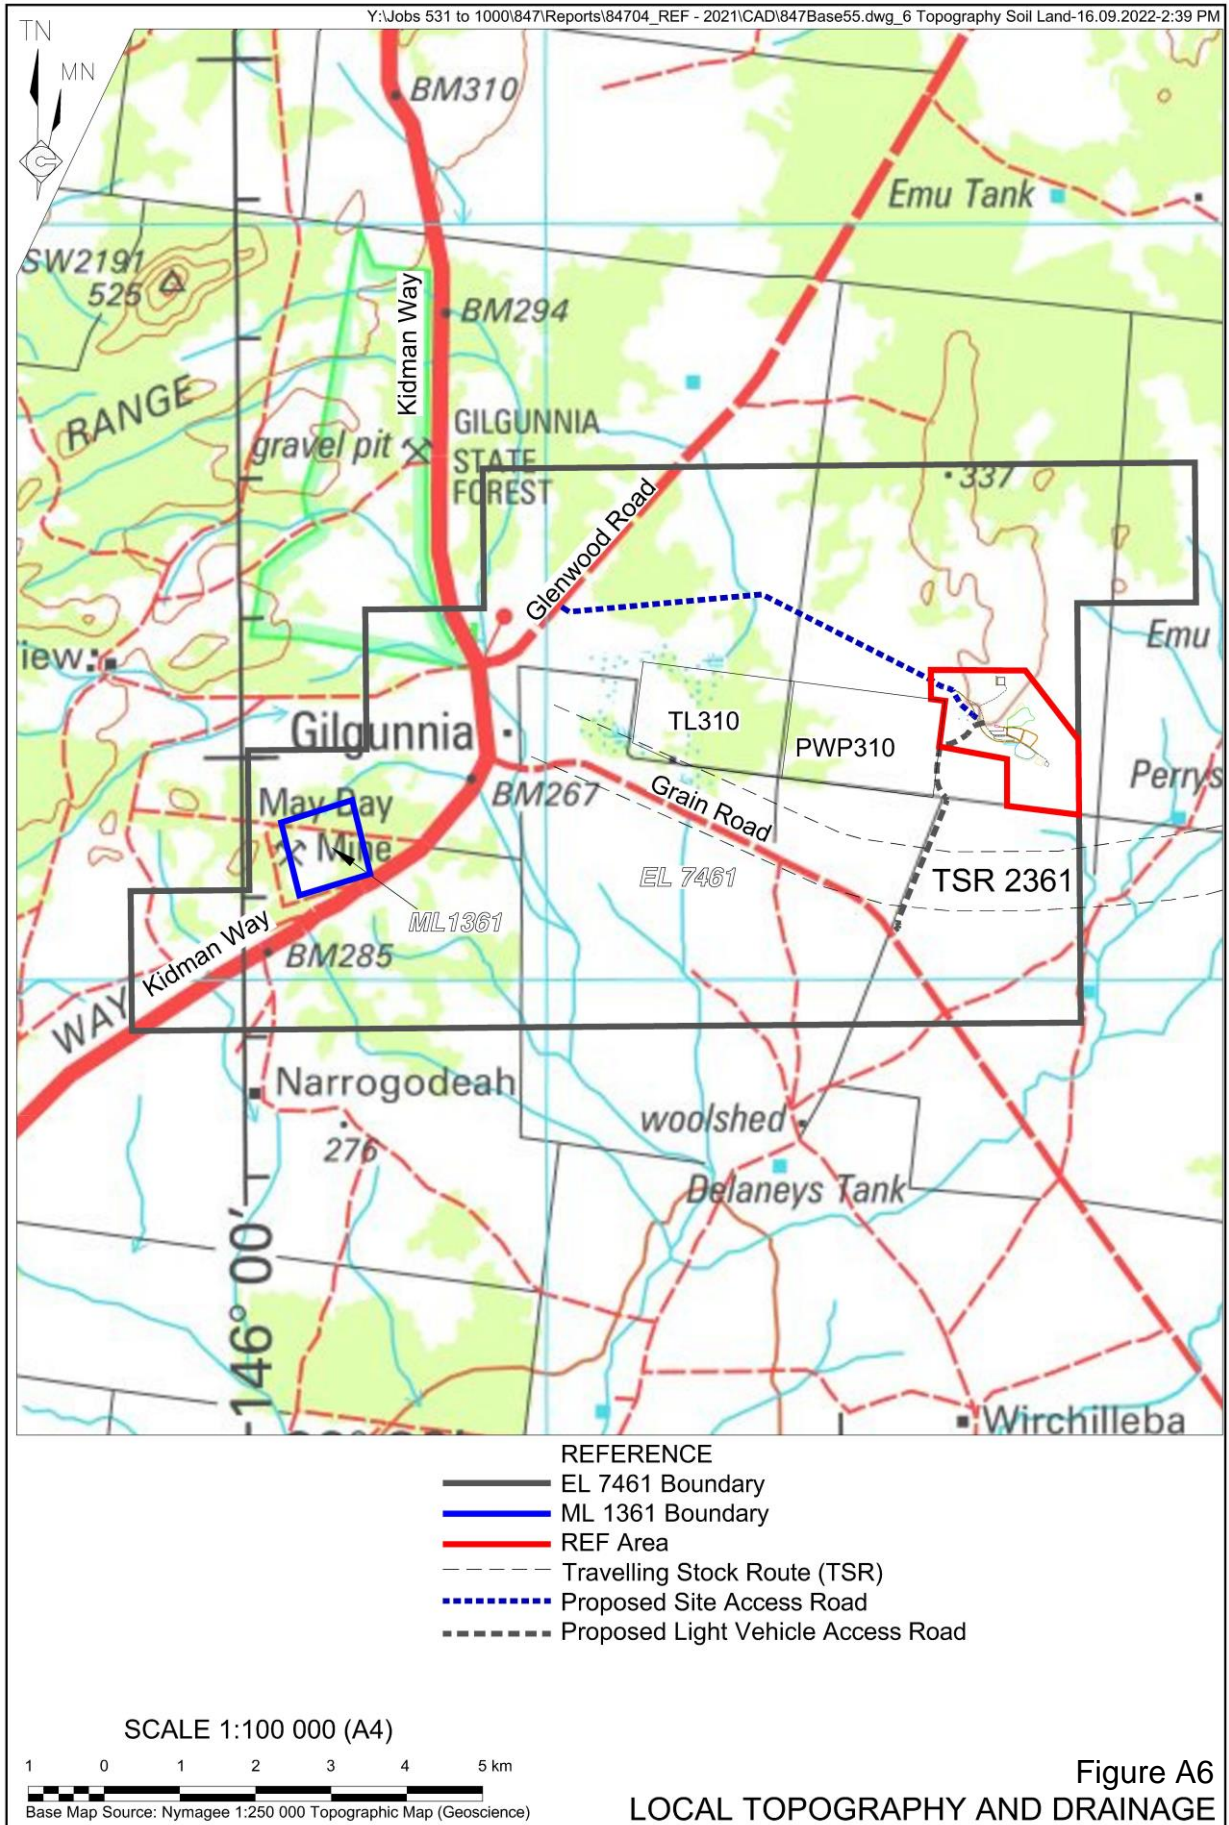 Y:\Jobs 531 to 1000\847\Reports\84704_REF - 2021\CAD\847Base55.dwg_6 Topography Soil Land-16.09.2022-2:39 PM
TN
MN
BM310
Emu Tank
SW2191
525
Kidman Way
BM294
RANGE
gravel pit
GILGUNNIA
STATE
FOREST
337
Glenwood Road
Emu
iew
TL310
Gilgunnia
PWP310
Perrys
BM267
May Day
Mine
Grain Road
EL 7461
TSR 2361
ML1361
Kidman Way
BM285
WAY
Narrogodeah
woolshed
276
Delaneys Tank
146° 00'
Wirchilleba
REFERENCE
EL 7461 Boundary
ML 1361 Boundary
REF Area
Travelling Stock Route (TSR)
Proposed Site Access Road
Proposed Light Vehicle Access Road
SCALE 1:100 000 (A4)
1 0 1 2 3 4 5 km
Base Map Source: Nymagee 1:250 000 Topographic Map (Geoscience)
Figure A6
LOCAL TOPOGRAPHY AND DRAINAGE